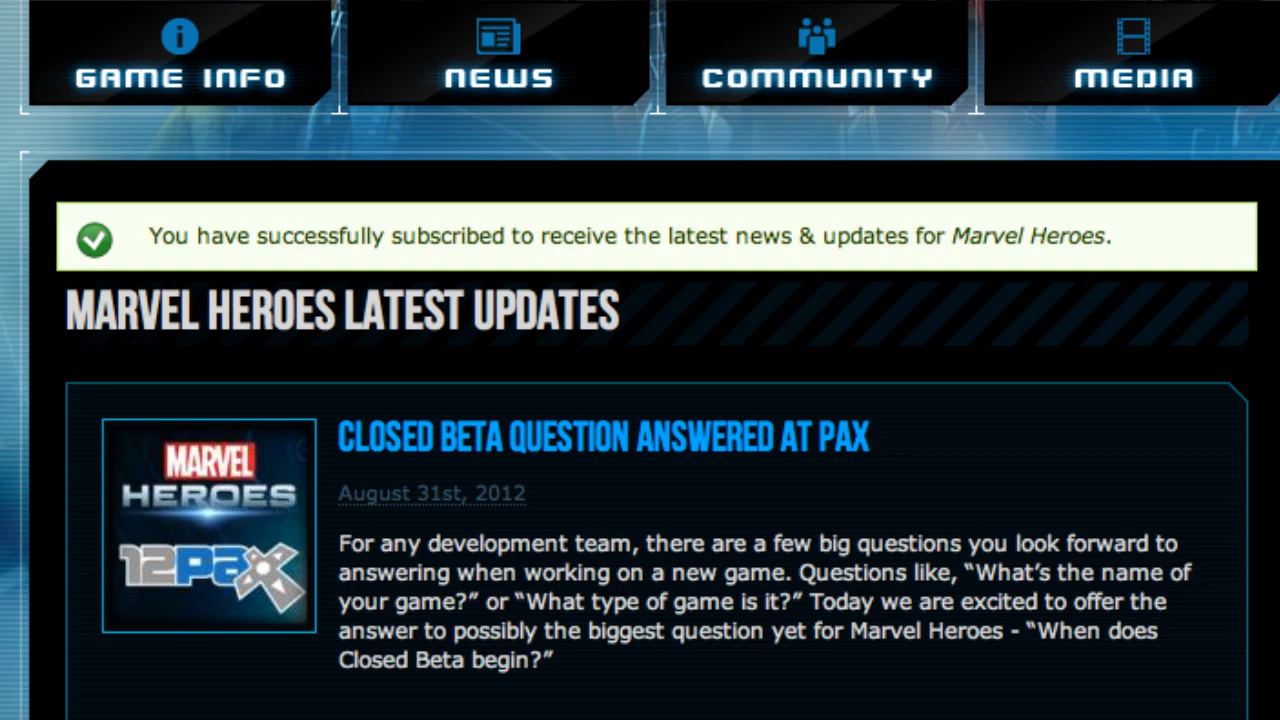 GAME INFO
NEWS
COMMUNITY
MEDIA
You have successfully subscribed to receive the latest news & updates for Marvel Heroes.
MARVEL HEROES LATEST UPDATES
MARVEL
HEROES
12PAX
CLOSED BETA QUESTION ANSWERED AT PAX
August 31st, 2012
For any development team, there are a few big questions you look forward to
answering when working on a new game. Questions like, “What’s the name of
your game?” or “What type of game is it?” Today we are excited to offer the
answer to possibly the biggest question yet for Marvel Heroes - “When does
Closed Beta begin?”